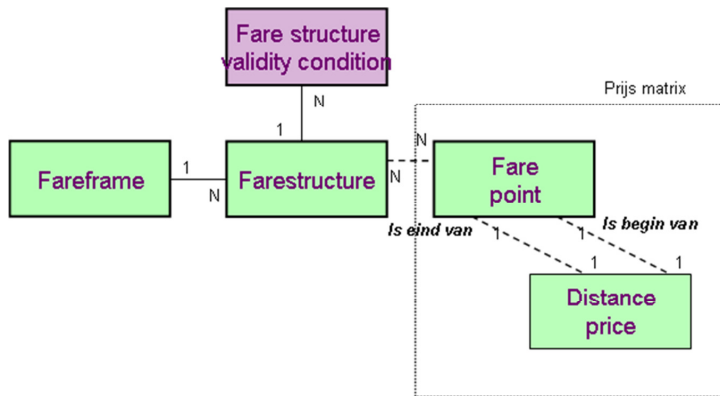 Fare structure
validity condition
Prijs matrix
N
1
N
Fareframe
1
N
Farestructure
N
Fare
point
Is eind van
1
1
Is begin van
1
1
Distance
price